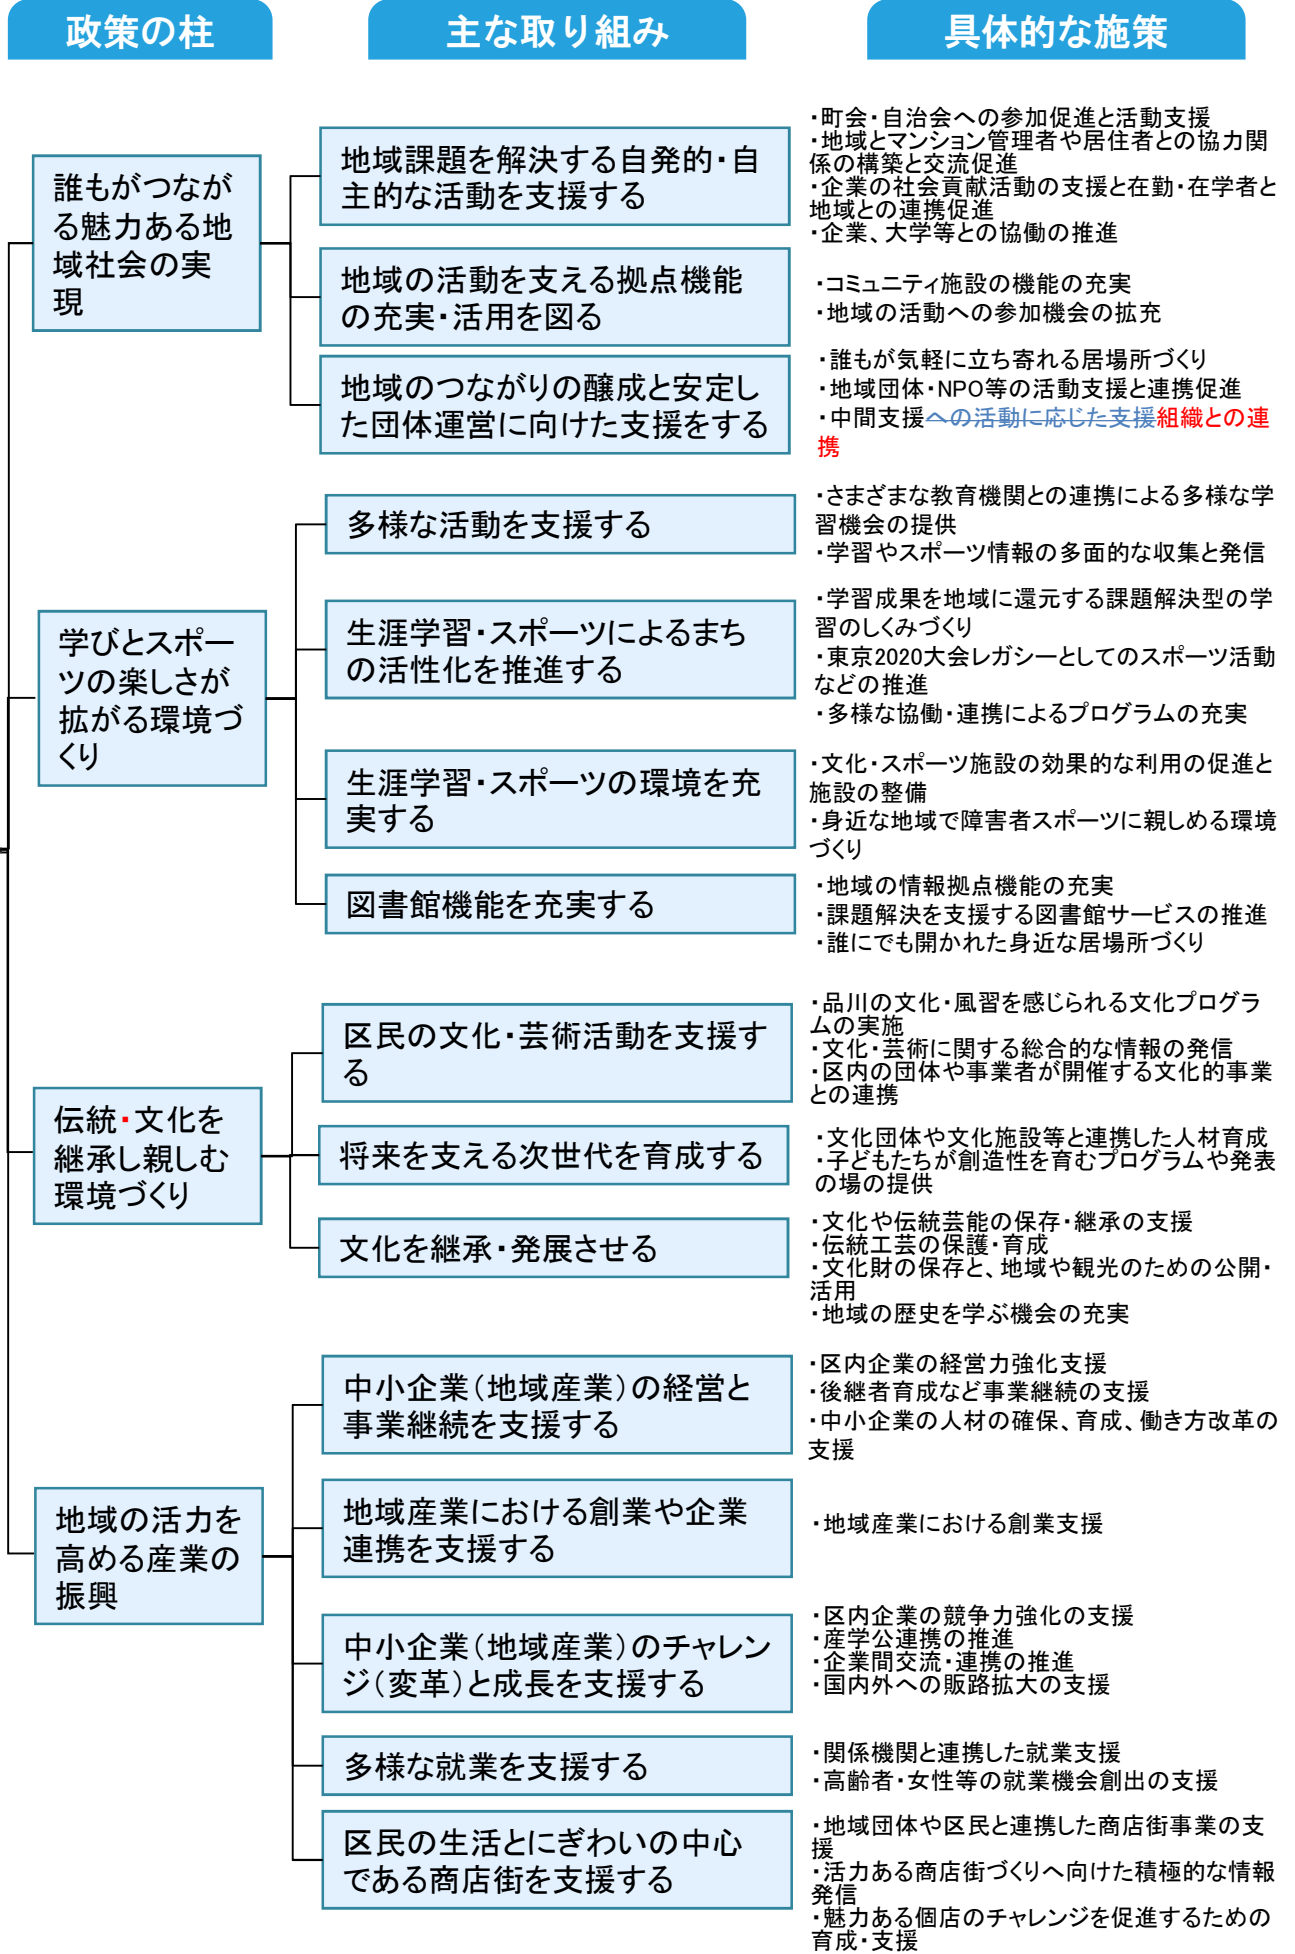 政策の柱
主な取り組み
具体的な施策
誰もがつなが
る魅力ある地
域社会の実
現
地域課題を解決する自発的・自
主的な活動を支援する
・町会・自治会への参加促進と活動支援
・地域とマンション管理者や居住者との協力関
係の構築と交流促進
・企業の社会貢献活動の支援と在勤・在学者と
地域との連携促進
・企業、大学等との協働の推進
地域の活動を支える拠点機能
の充実・活用を図る
・コミュニティ施設の機能の充実
・地域の活動への参加機会の拡充
地域のつながりの醸成と安定し
た団体運営に向けた支援をする
・誰もが気軽に立ち寄れる居場所づくり
・地域団体・NPO等の活動支援と連携促進
・中間支援への活動に応じた支援組織との連
携
学びとスポー
ツの楽しさが
拡がる環境づ
くり
多様な活動を支援する
・さまざまな教育機関との連携による多様な学
習機会の提供
・学習やスポーツ情報の多面的な収集と発信
生涯学習・スポーツによるまち
の活性化を推進する
・学習成果を地域に還元する課題解決型の学
習のしくみづくり
・東京2020大会レガシーとしてのスポーツ活動
などの推進
・多様な協働・連携によるプログラムの充実
生涯学習・スポーツの環境を充
実する
・文化・スポーツ施設の効果的な利用の促進と
施設の整備
・身近な地域で障害者スポーツに親しめる環境
づくり
図書館機能を充実する
・地域の情報拠点機能の充実
・課題解決を支援する図書館サービスの推進
・誰にでも開かれた身近な居場所づくり
伝統・文化を
継承し親しむ
環境づくり
区民の文化・芸術活動を支援す
る
・品川の文化・風習を感じられる文化プログラ
ムの実施
・文化・芸術に関する総合的な情報の発信
・区内の団体や事業者が開催する文化的事業
との連携
将来を支える次世代を育成する
・文化団体や文化施設等と連携した人材育成
・子どもたちが創造性を育むプログラムや発表
の場の提供
文化を継承・発展させる
・文化や伝統芸能の保存・継承の支援
・伝統工芸の保護・育成
・文化財の保存と、地域や観光のための公開・
活用
・地域の歴史を学ぶ機会の充実
地域の活力を
高める産業の
振興
中小企業（地域産業）の経営と
事業継続を支援する
・区内企業の経営力強化支援
・後継者育成など事業継続の支援
・中小企業の人材の確保、育成、働き方改革の
支援
地域産業における創業や企業
連携を支援する
・地域産業における創業支援
中小企業（地域産業）のチャレン
ジ（変革）と成長を支援する
・区内企業の競争力強化の支援
・産学公連携の推進
・企業間交流・連携の推進
・国内外への販路拡大の支援
多様な就業を支援する
・関係機関と連携した就業支援
・高齢者・女性等の就業機会創出の支援
区民の生活とにぎわいの中心
である商店街を支援する
・地域団体や区民と連携した商店街事業の支
援
・活力ある商店街づくりへ向けた積極的な情報
発信
・魅力ある個店のチャレンジを促進するための
育成・支援